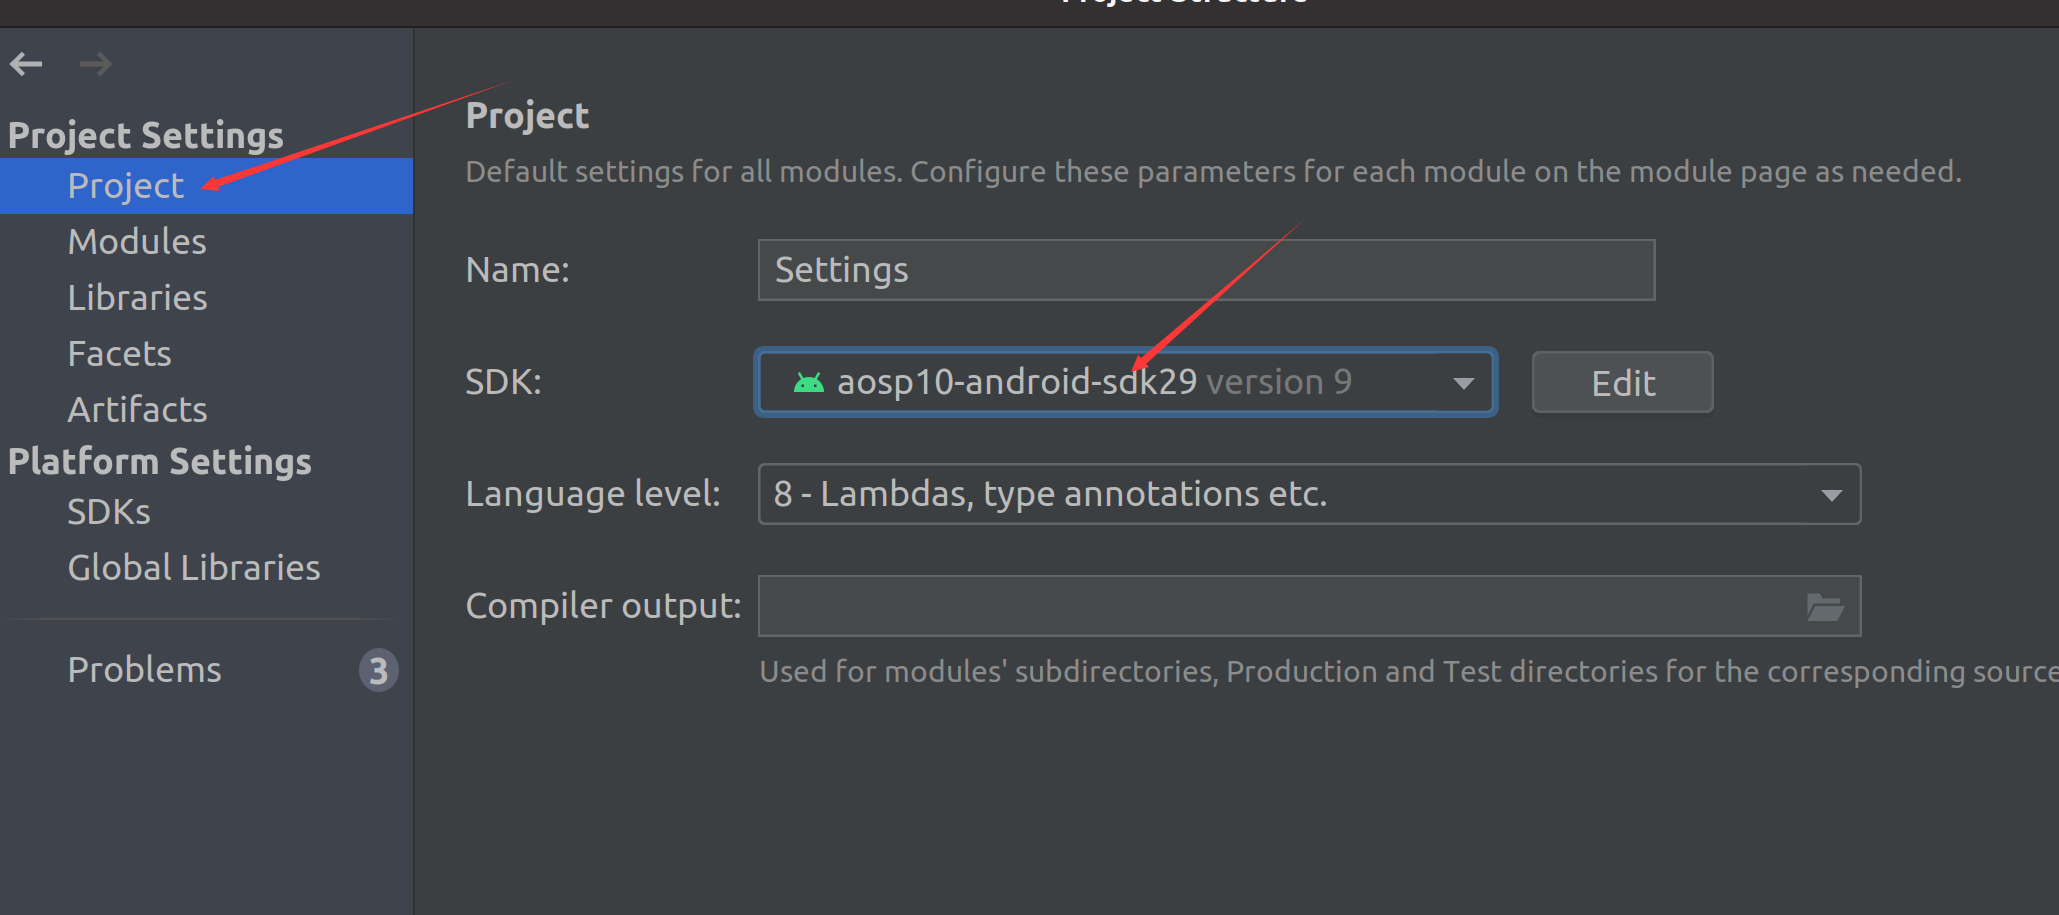 Project Structure
Project Settings
Project
Modules
Libraries
Facets
Artifacts
Platform Settings
SDKs
Global Libraries
Problems 3
Project
Default settings for all modules. Configure these parameters for each module on the module page as needed.
Name: Settings
SDK: aosp10-android-sdk29 version 9 Edit
Language level: 8 - Lambdas, type annotations etc.
Compiler output:
Used for modules' subdirectories, Production and Test directories for the corresponding source